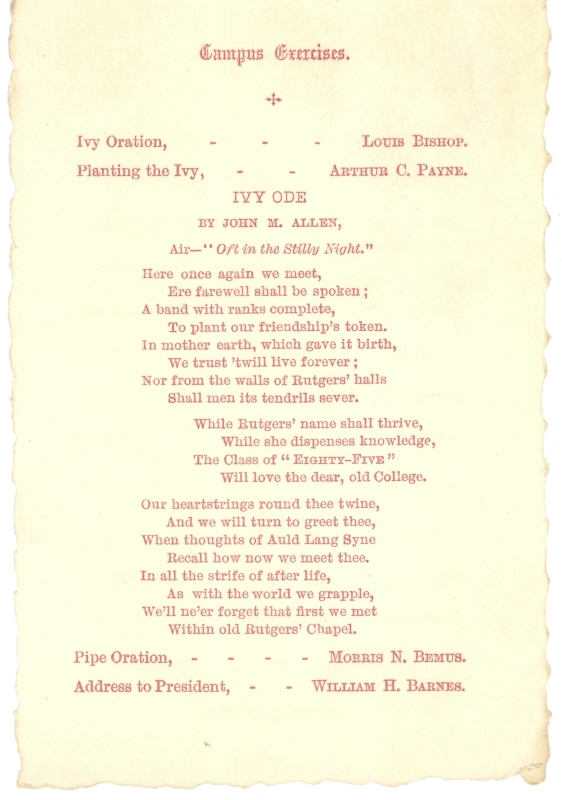 Campus Exercises.
Ivy Oration, - - - Louis Bishop.
Planting the Ivy, - - Arthur C. Payne.
IVY ODE
BY JOHN M. ALLEN,
Air—"Oft in the Stilly Night."
Here once again we meet,
Ere farewell shall be spoken;
A band with ranks complete,
To plant our friendship's token.
In mother earth, which gave it birth,
We trust 'twill live forever;
Nor from the walls of Rutgers' halls
Shall men its tendrils sever.
While Rutgers' name shall thrive,
While she dispenses knowledge,
The Class of "Eighty-Five"
Will love the dear, old College.
Our heartstrings round thee twine,
And we will turn to greet thee,
When thoughts of Auld Lang Syne
Recall how now we meet thee.
In all the strife of after life,
As with the world we grapple,
We'll ne'er forget that first we met
Within old Rutgers' Chapel.
Pipe Oration, - - - - Morris N. Bemus.
Address to President, - - William H. Barnes.